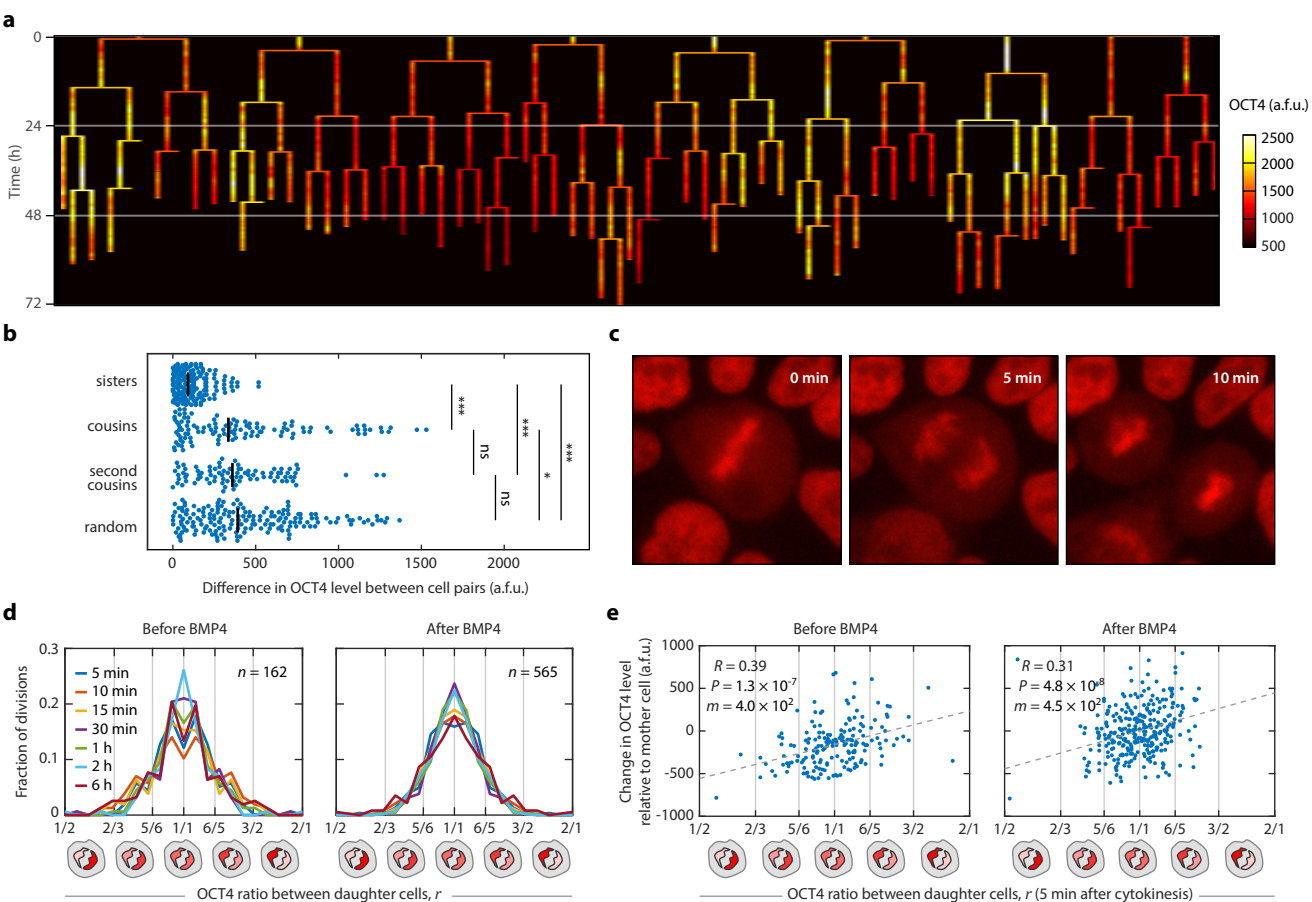 a
0
24
48
72
Time (h)
OCT4 (a.f.u.)
2500
2000
1500
1000
500
b
sisters
cousins
second
cousins
random
***
ns
***
ns
*
***
0
500
1000
1500
2000
Difference in OCT4 level between cell pairs (a.f.u.)
c
0 min
5 min
10 min
d
Before BMP4
After BMP4
0.3
0.2
0.1
0
Fraction of divisions
5 min
10 min
15 min
30 min
1 h
2 h
6 h
n = 162
n = 565
1/2 2/3 5/6 1/1 6/5 3/2 2/1
1/2 2/3 5/6 1/1 6/5 3/2 2/1
OCT4 ratio between daughter cells, r
e
Before BMP4
After BMP4
Change in OCT4 level
relative to mother cell (a.f.u.)
1000
500
0
-500
-1000
R = 0.39
P = 1.3 × 10⁻⁷
m = 4.0 × 10²
R = 0.31
P = 4.8 × 10⁻⁸
m = 4.5 × 10²
1/2 2/3 5/6 1/1 6/5 3/2 2/1
1/2 2/3 5/6 1/1 6/5 3/2 2/1
OCT4 ratio between daughter cells, r (5 min after cytokinesis)